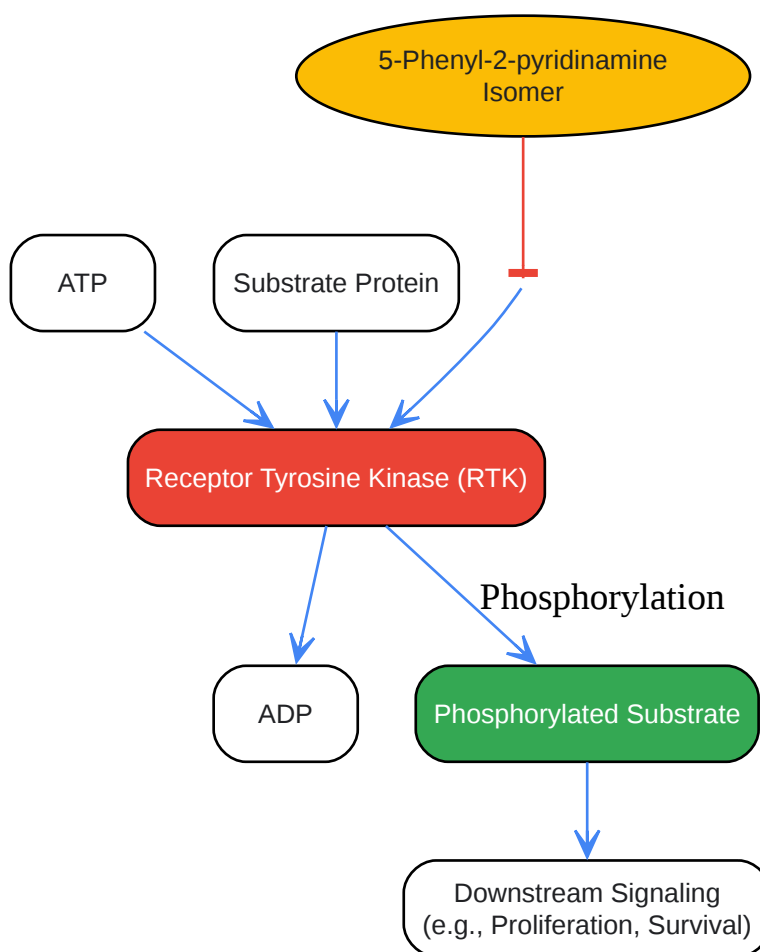 5-Phenyl-2-pyridinamine
Isomer
ATP
Substrate Protein
Receptor Tyrosine Kinase (RTK)
Phosphorylation
ADP
Phosphorylated Substrate
Downstream Signaling
(e.g., Proliferation, Survival)